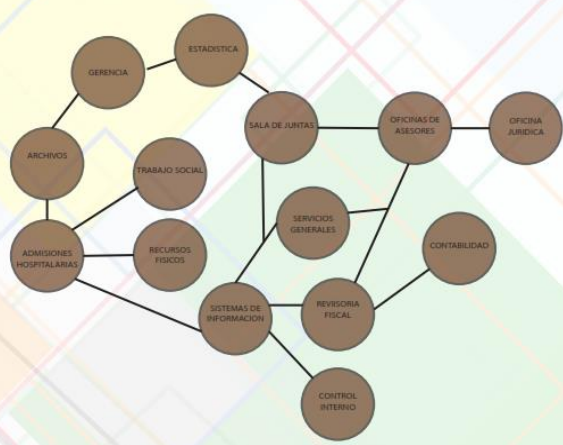 ESTADISTICA
GERENCIA
SALA DE JUNTAS
OFICINAS DE
ASESORES
OFICINA
JURIDICA
ARCHIVOS
TRABAJO SOCIAL
SERVICIOS
GENERALES
CONTABILIDAD
ADMISIONES
HOSPITALARIAS
RECURSOS
FISICOS
SISTEMAS DE
INFORMACION
REVIISORIA
FISCAL
CONTROL
INTERNO